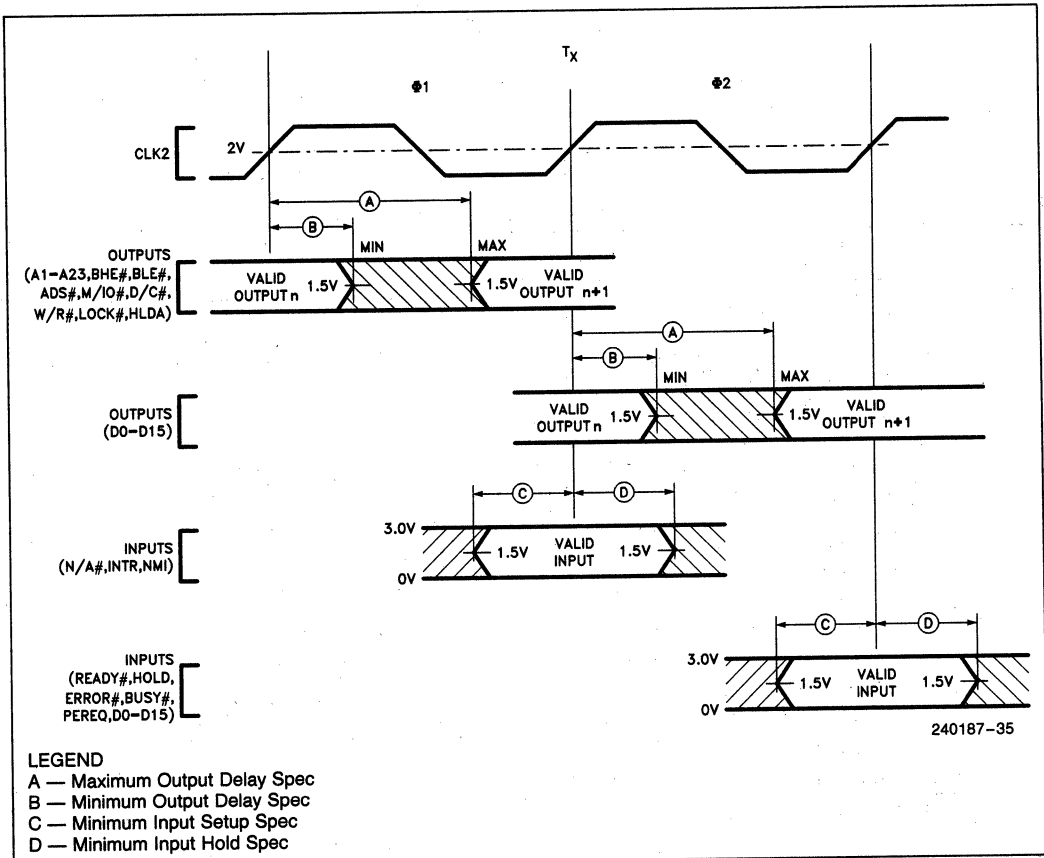 Tx
Φ1
Φ2
CLK2
2V
A
B
MIN
MAX
OUTPUTS
(A1-A23,BHE#,BLE#,
ADS#,M/IO#,D/C#,
W/R#,LOCK#,HLDA)
VALID
OUTPUT n
1.5V
1.5V
VALID
OUTPUT n+1
A
B
MIN
MAX
OUTPUTS
(D0-D15)
VALID
OUTPUT n
1.5V
1.5V
VALID
OUTPUT n+1
C
D
INPUTS
(N/A#,INTR,NMI)
3.0V
0V
1.5V
VALID
INPUT
1.5V
C
D
INPUTS
(READY#,HOLD,
ERROR#,BUSY#,
PEREQ,D0-D15)
3.0V
0V
1.5V
VALID
INPUT
1.5V
240187-35
LEGEND
A — Maximum Output Delay Spec
B — Minimum Output Delay Spec
C — Minimum Input Setup Spec
D — Minimum Input Hold Spec